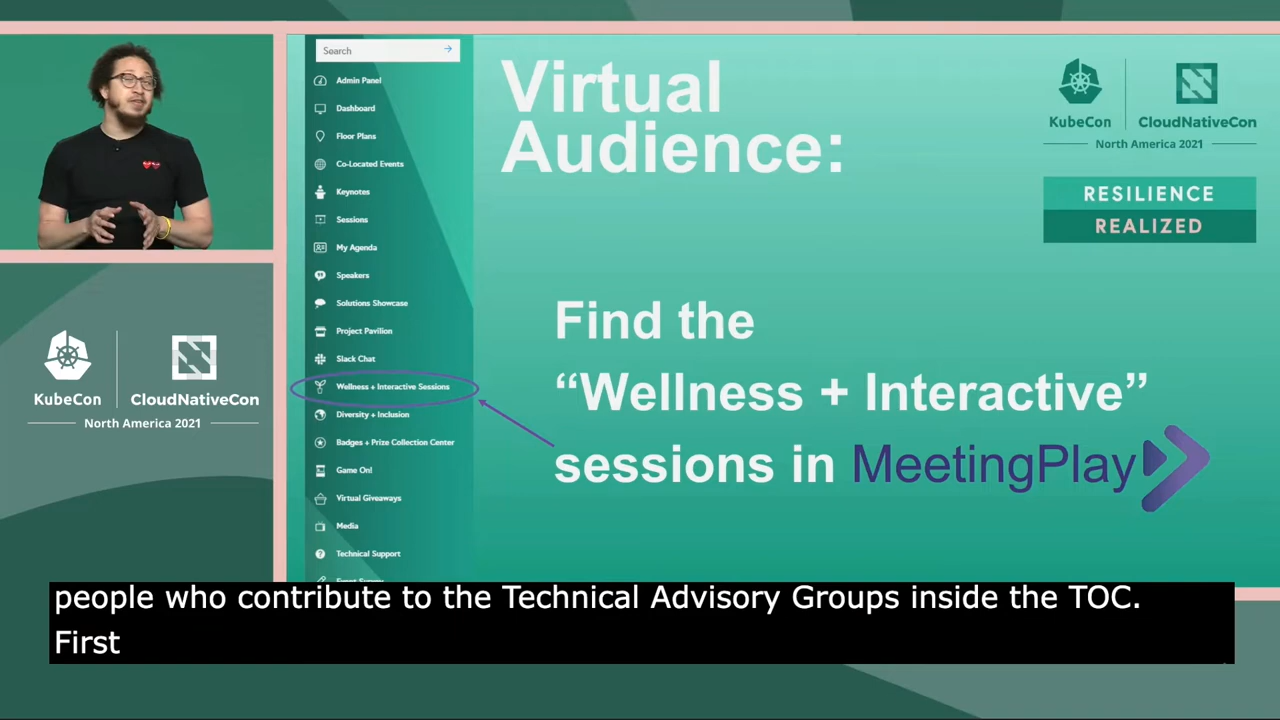 Search
Admin Panel
Dashboard
Floor Plans
Co-Located Events
Keynotes
Sessions
My Agenda
Speakers
Solutions Showcase
Project Pavilion
Slack Chat
Wellness + Interactive Sessions
Diversity + Inclusion
Badges + Prize Collection Center
Game On!
Virtual Giveaways
Media
Technical Support
Virtual
Audience:
Find the
“Wellness + Interactive”
sessions in MeetingPlay
KubeCon
CloudNativeCon
North America 2021
RESILIENCE
REALIZED
KubeCon
CloudNativeCon
North America 2021
people who contribute to the Technical Advisory Groups inside the TOC.
First